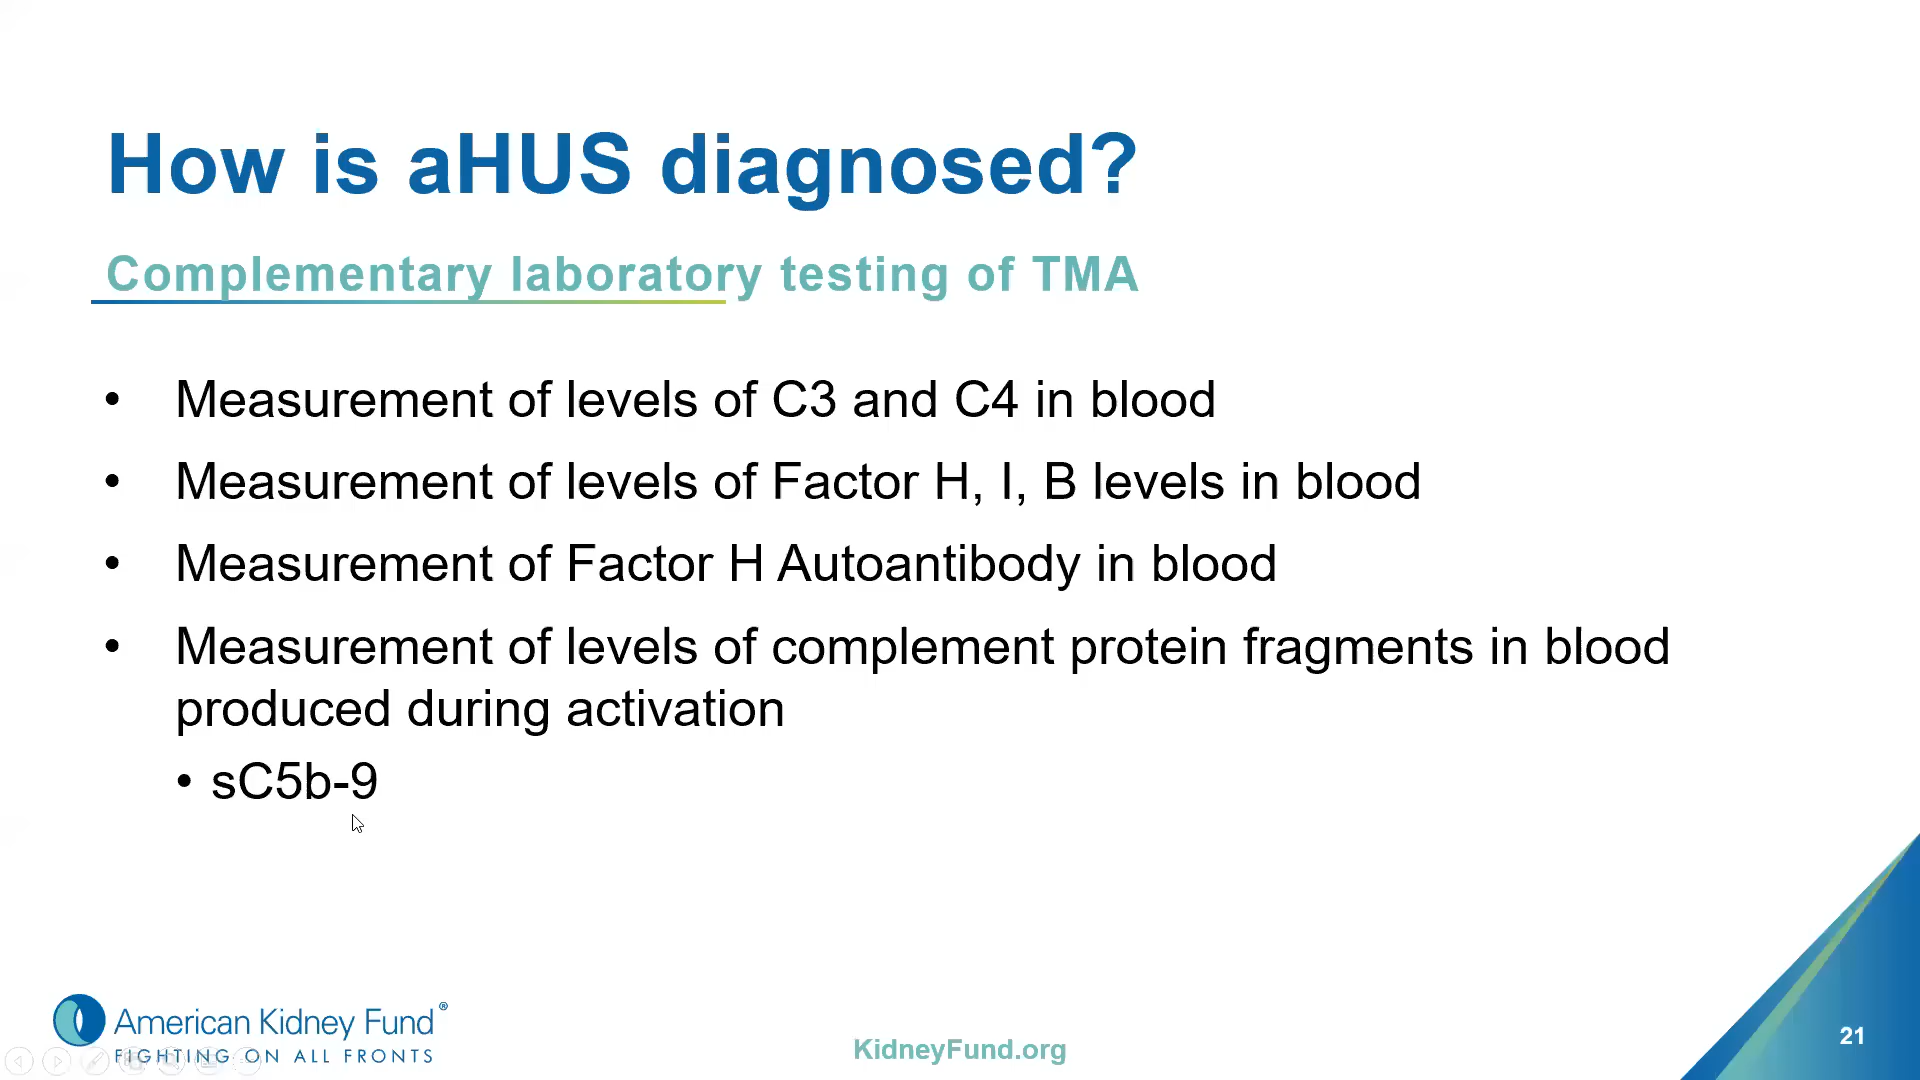 How is aHUS diagnosed?
Complementary laboratory testing of TMA
• Measurement of levels of C3 and C4 in blood
• Measurement of levels of Factor H, I, B levels in blood
• Measurement of Factor H Autoantibody in blood
• Measurement of levels of complement protein fragments in blood
produced during activation
• sC5b-9
American Kidney Fund®
FIGHTING ON ALL FRONTS
KidneyFund.org
21